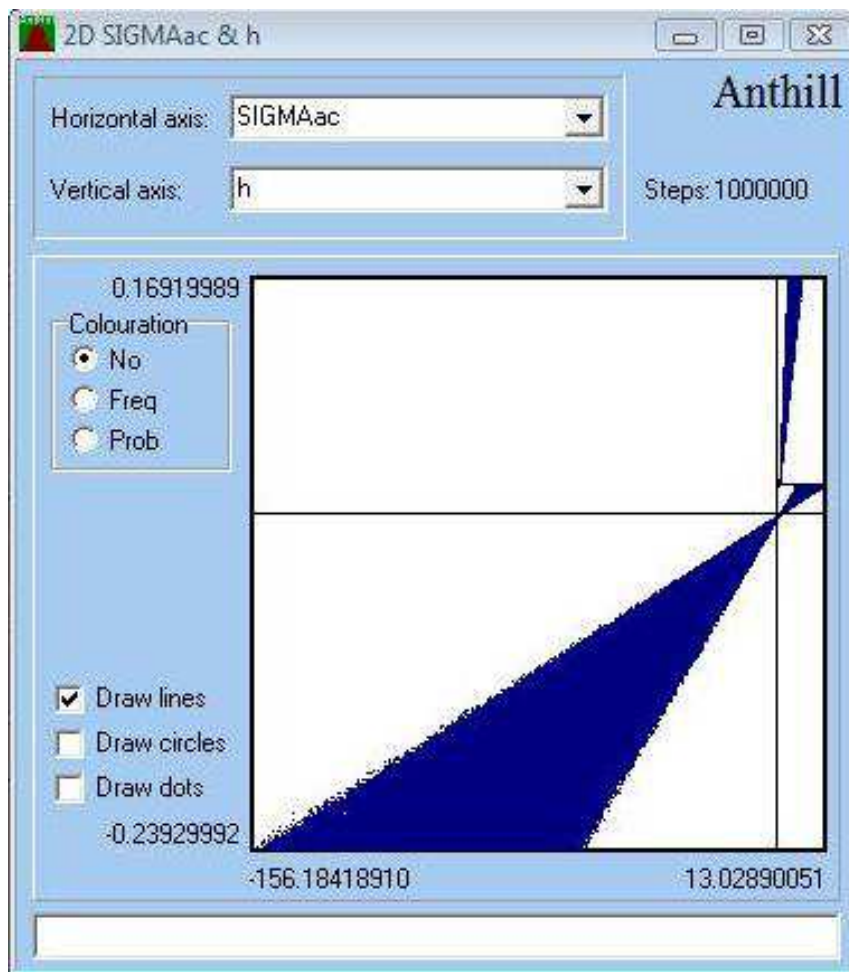 2D SIGMAac & h
Anthill
Horizontal axis: SIGMAac
Vertical axis: h
Steps: 1000000
0.16919989
Colouration
No
Freq
Prob
Draw lines
Draw circles
Draw dots
-0.23929992
-156.18418910 13.02890051